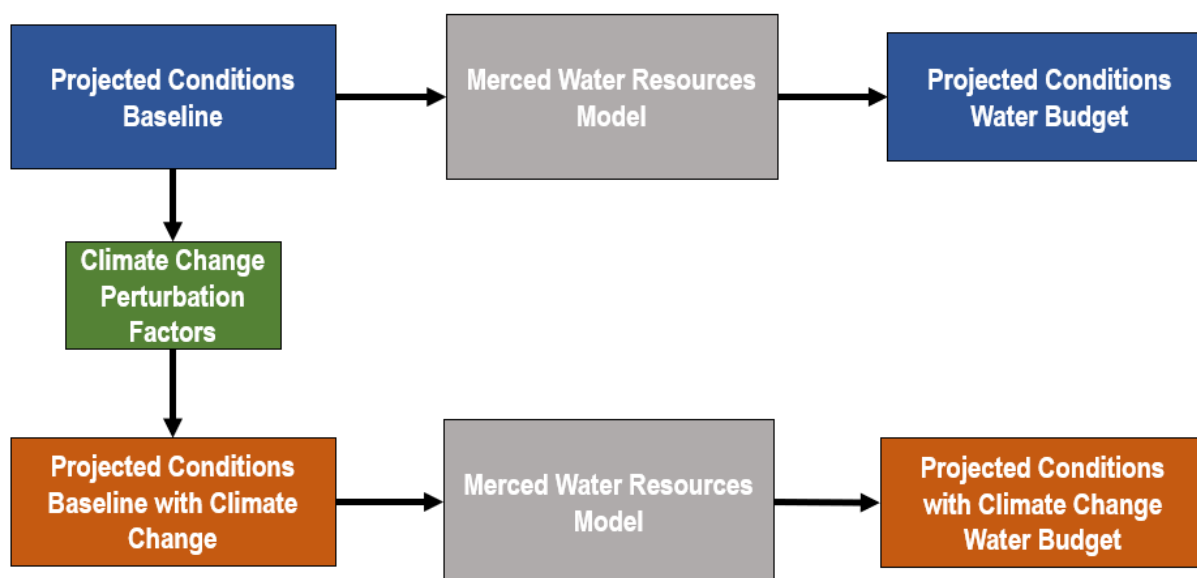 Projected Conditions
Baseline
Merced Water Resources
Model
Projected Conditions
Water Budget
Climate Change
Perturbation
Factors
Projected Conditions
Baseline with Climate
Change
Merced Water Resources
Model
Projected Conditions
with Climate Change
Water Budget